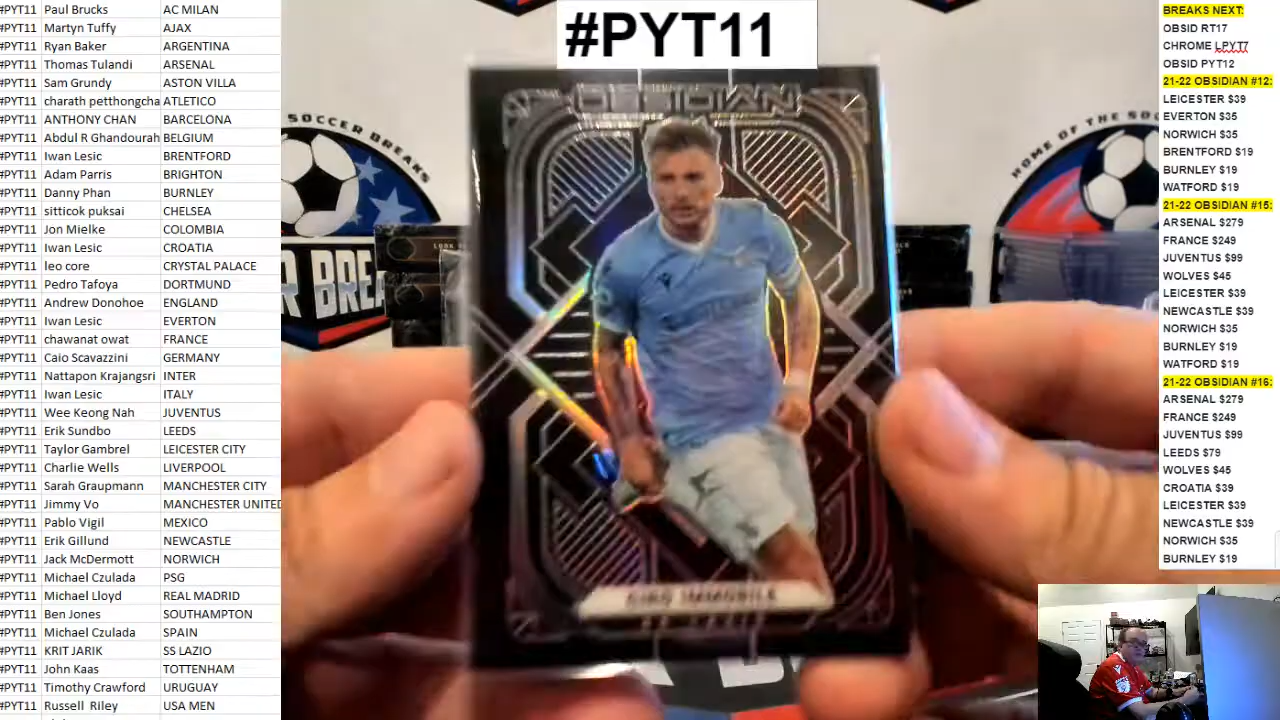 #PYT11 Paul Brucks AC MILAN
#PYT11 Martyn Tuffy AJAX
#PYT11 Ryan Baker ARGENTINA
#PYT11 Thomas Tulandi ARSENAL
#PYT11 Sam Grundy ASTON VILLA
#PYT11 charath petthongcha ATLETICO
#PYT11 ANTHONY CHAN BARCELONA
#PYT11 Abdul R Ghandourah BELGIUM
#PYT11 Iwan Lesic BRENTFORD
#PYT11 Adam Parris BRIGHTON
#PYT11 Danny Phan BURNLEY
#PYT11 sitticok puksai CHELSEA
#PYT11 Jon Mielke COLOMBIA
#PYT11 Iwan Lesic CROATIA
#PYT11 leo core CRYSTAL PALACE
#PYT11 Pedro Tafoya DORTMUND
#PYT11 Andrew Donohoe ENGLAND
#PYT11 Iwan Lesic EVERTON
#PYT11 chawanat owat FRANCE
#PYT11 Caio Scavazzini GERMANY
#PYT11 Nattapon Krajangsri INTER
#PYT11 Iwan Lesic ITALY
#PYT11 Wee Keong Nah JUVENTUS
#PYT11 Erik Sundbo LEEDS
#PYT11 Taylor Gambrel LEICESTER CITY
#PYT11 Charlie Wells LIVERPOOL
#PYT11 Sarah Graupmann MANCHESTER CITY
#PYT11 Jimmy Vo MANCHESTER UNITED
#PYT11 Pablo Vigil MEXICO
#PYT11 Erik Gillund NEWCASTLE
#PYT11 Jack McDermott NORWICH
#PYT11 Michael Czulada PSG
#PYT11 Michael Lloyd REAL MADRID
#PYT11 Ben Jones SOUTHAMPTON
#PYT11 Michael Czulada SPAIN
#PYT11 KRIT JARIK SS LAZIO
#PYT11 John Kaas TOTTENHAM
#PYT11 Timothy Crawford URUGUAY
#PYT11 Russell Riley USA MEN
#PYT11
OBSIDIAN
CIRO IMMOBILE
SS LAZIO
SOCCER BREAKS
R BREA
HOME OF THE SOC
BREAKS NEXT:
OBSID RT17
CHROME LPYT7
OBSID PYT12
21-22 OBSIDIAN #12:
LEICESTER $39
EVERTON $35
NORWICH $35
BRENTFORD $19
BURNLEY $19
WATFORD $19
21-22 OBSIDIAN #15:
ARSENAL $279
FRANCE $249
JUVENTUS $99
WOLVES $45
LEICESTER $39
NEWCASTLE $39
NORWICH $35
BURNLEY $19
WATFORD $19
21-22 OBSIDIAN #16:
ARSENAL $279
FRANCE $249
JUVENTUS $99
LEEDS $79
WOLVES $45
CROATIA $39
LEICESTER $39
NEWCASTLE $39
NORWICH $35
BURNLEY $19